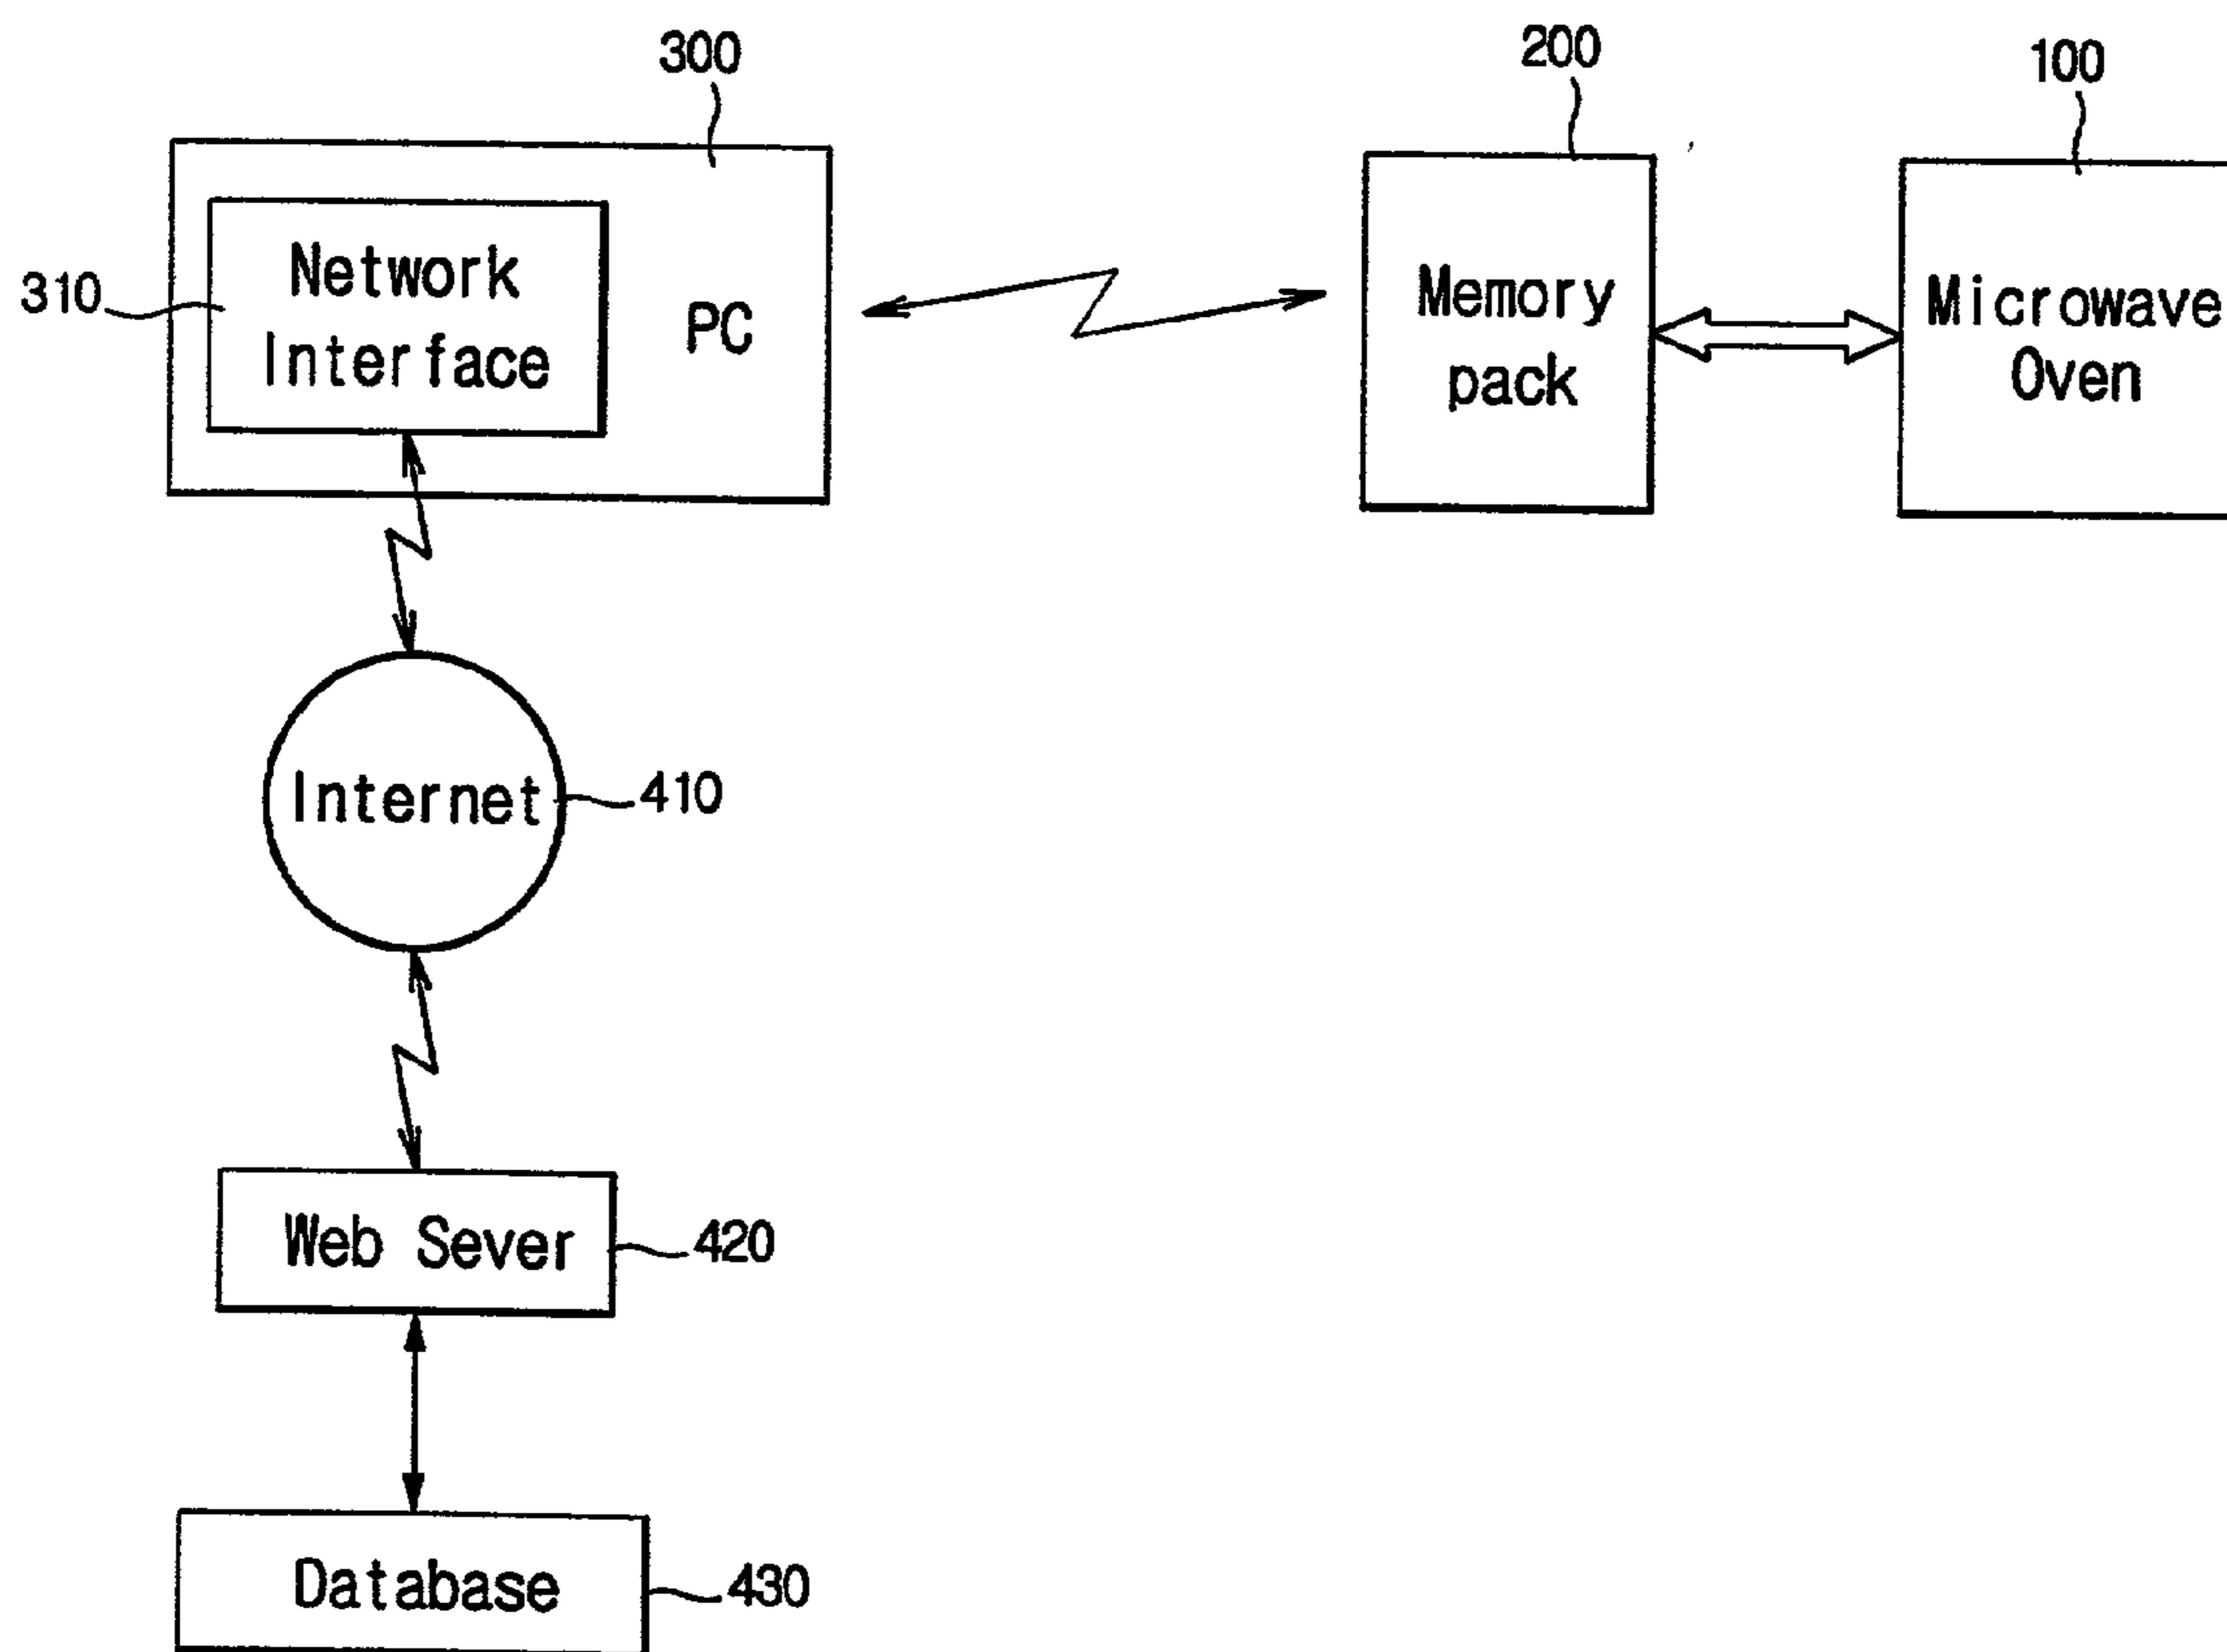 300
200
100
310
Network
Interface
PC
Memory
pack
Microwave
Oven
Internet
410
Web Sever
420
Database
430